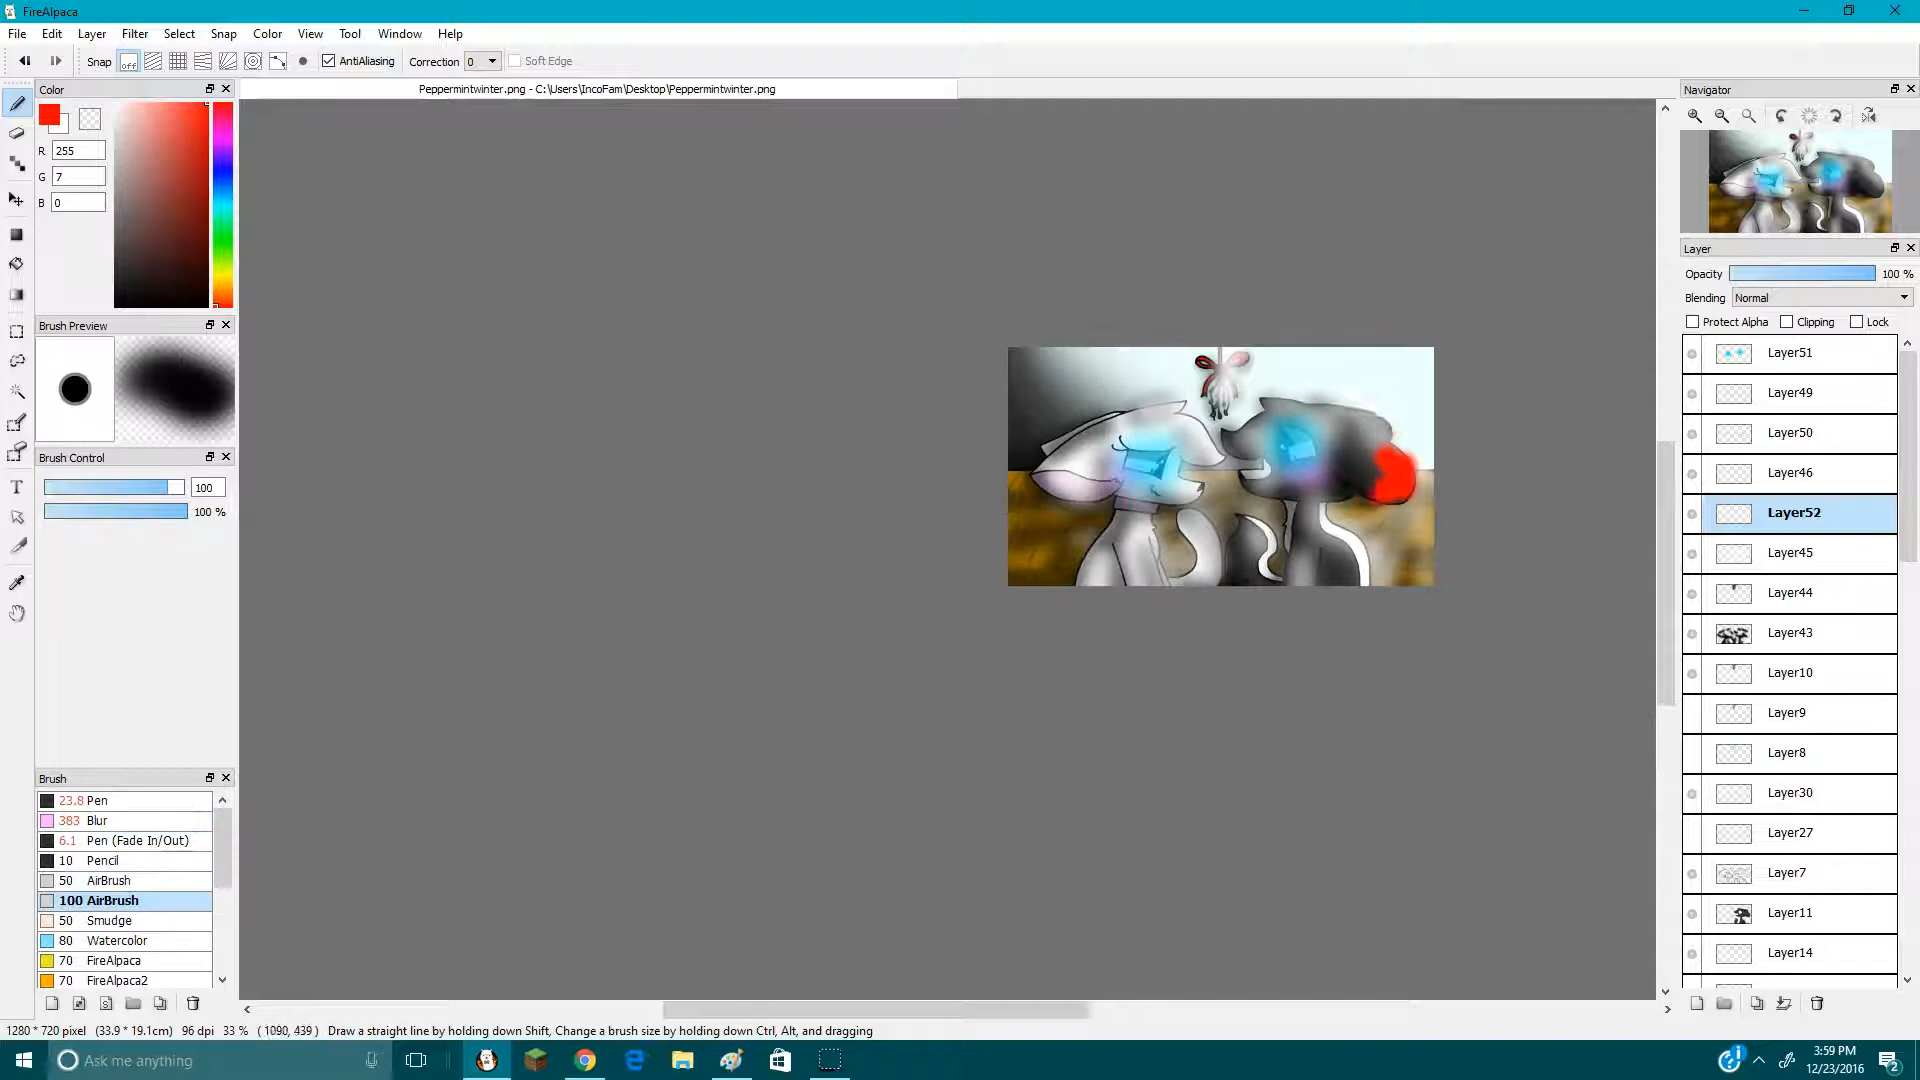 FireAlpaca
File Edit Layer Filter Select Snap Color View Tool Window Help
Snap off AntiAliasing Correction 0 Soft Edge
Color
Peppermintwinter.png - C:\Users\IncoFam\Desktop\Peppermintwinter.png
Navigator
R 255
G 7
B 0
Layer
Opacity 100 %
Blending Normal
Protect Alpha Clipping Lock
Brush Preview
Layer51
Layer49
Layer50
Brush Control
Layer46
100
100 %
Layer52
Layer45
Layer44
Layer43
Layer10
Layer9
Layer8
Brush
Layer30
23.8 Pen
383 Blur
Layer27
6.1 Pen (Fade In/Out)
10 Pencil
Layer7
50 AirBrush
100 AirBrush
Layer11
50 Smudge
80 Watercolor
Layer14
70 FireAlpaca
70 FireAlpaca2
1280 * 720 pixel (33.9 * 19.1cm) 96 dpi 33 % ( 1090, 439 ) Draw a straight line by holding down Shift, Change a brush size by holding down Ctrl, Alt, and dragging
Ask me anything
3:59 PM
12/23/2016
2